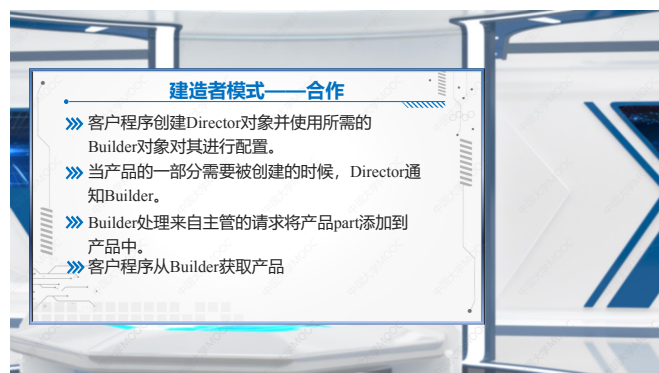 建造者模式——合作
客户程序创建Director对象并使用所需的
Builder对象对其进行配置。
当产品的一部分需要被创建的时候，Director通
知Builder。
Builder处理来自主管的请求将产品part添加到
产品中。
客户程序从Builder获取产品